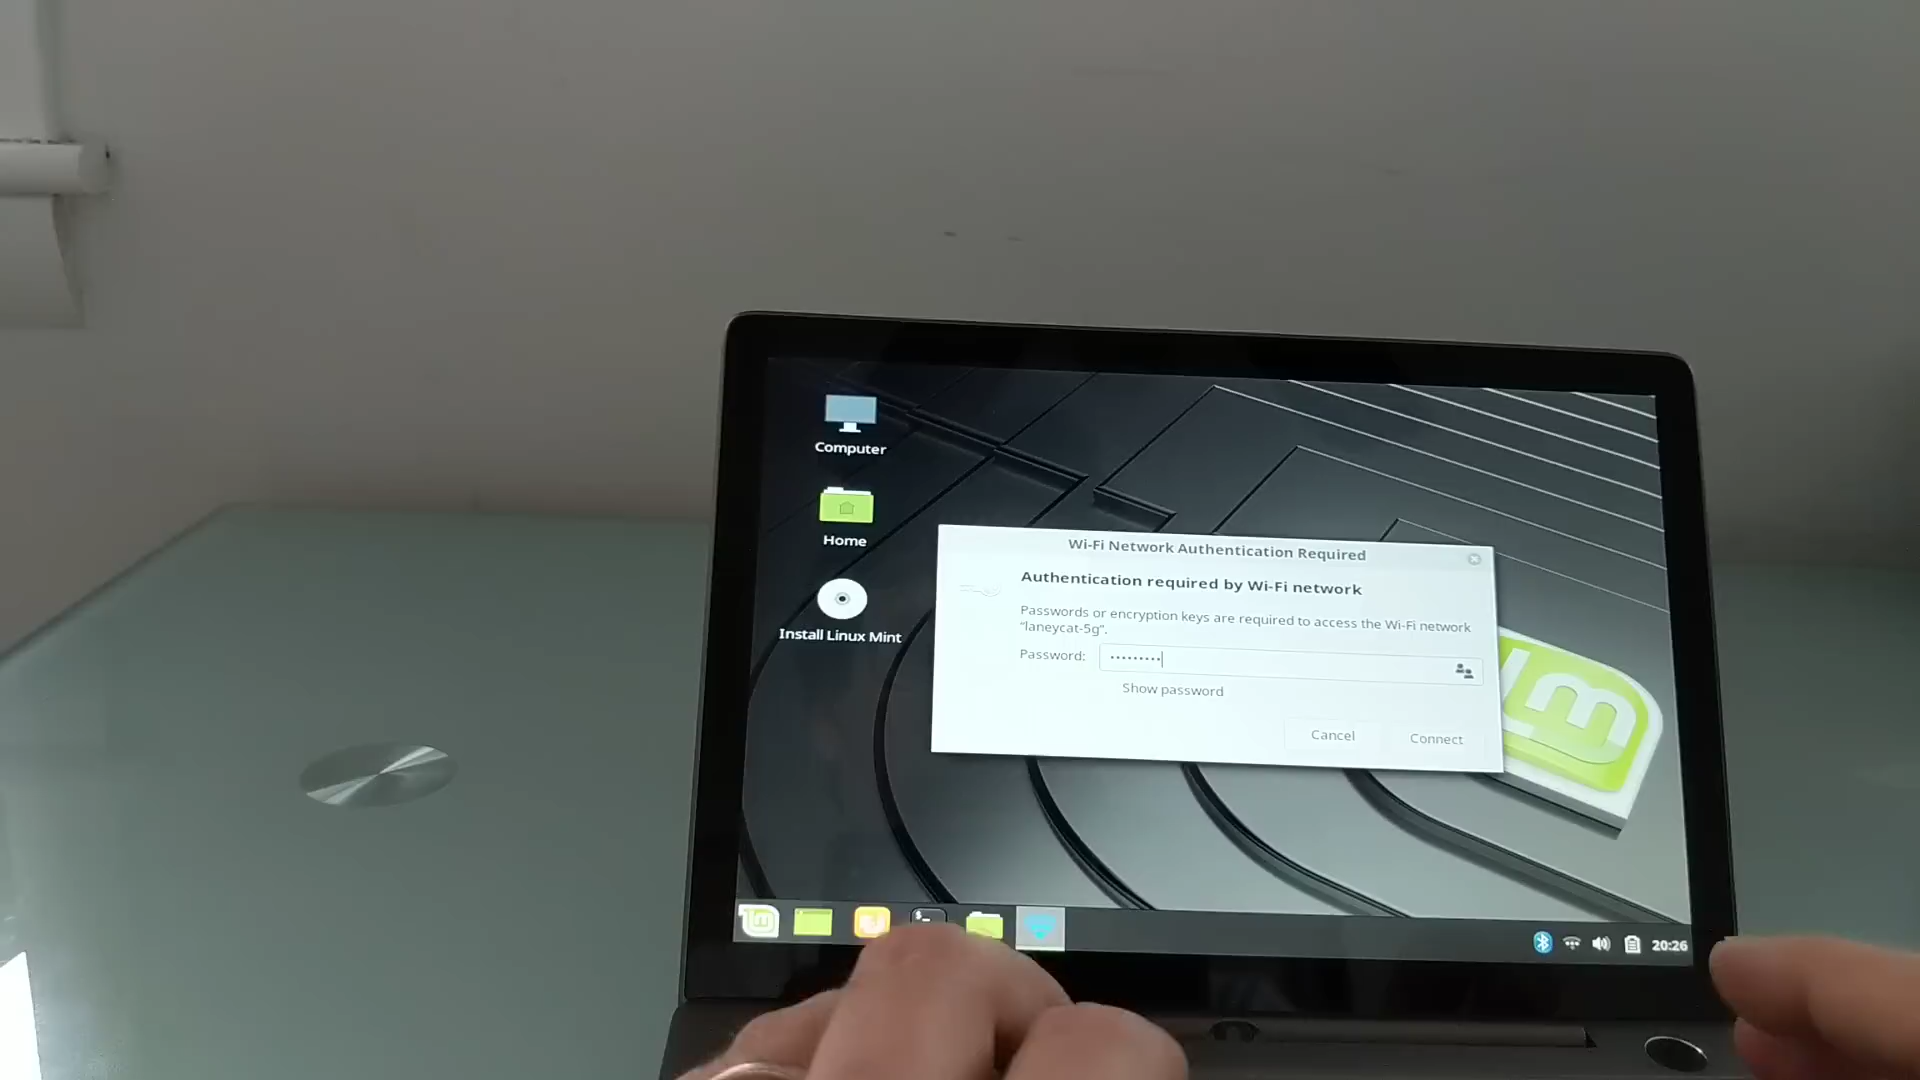 Computer
Home
Install Linux Mint
Wi-Fi Network Authentication Required
Authentication required by Wi-Fi network
Passwords or encryption keys are required to access the Wi-Fi network
"laneycat-5g".
Password: •••••••••
Show password
Cancel
Connect
20:26